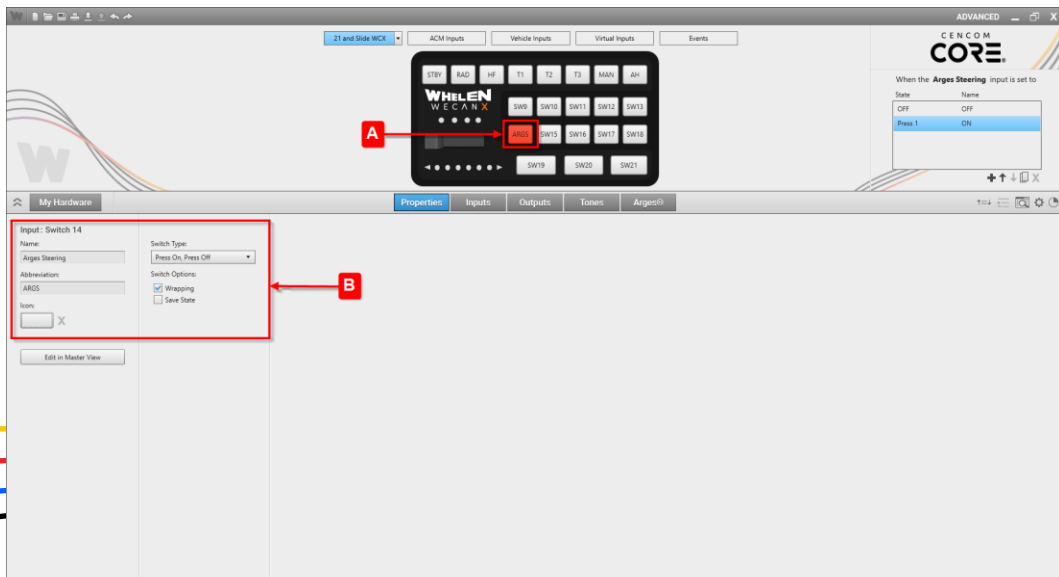 ADVANCED
21 and Slide WCX
ACM Inputs
Vehicle Inputs
Virtual Inputs
Events
CENCOM
CORE
When the Arges Steering input is set to
State Name
OFF OFF
Press 1 ON
STBY RAD HF T1 T2 T3 MAN AH
WHELEN
WECANX
SW9 SW10 SW11 SW12 SW13
ARGS SW15 SW16 SW17 SW18
SW19 SW20 SW21
A
My Hardware
Properties Inputs Outputs Tones Arges®
Input: Switch 14
Name:
Arges Steering
Abbreviation:
ARGS
Icon:
X
Edit in Master View
Switch Type:
Press On, Press Off
Switch Options:
Wrapping
Save State
B